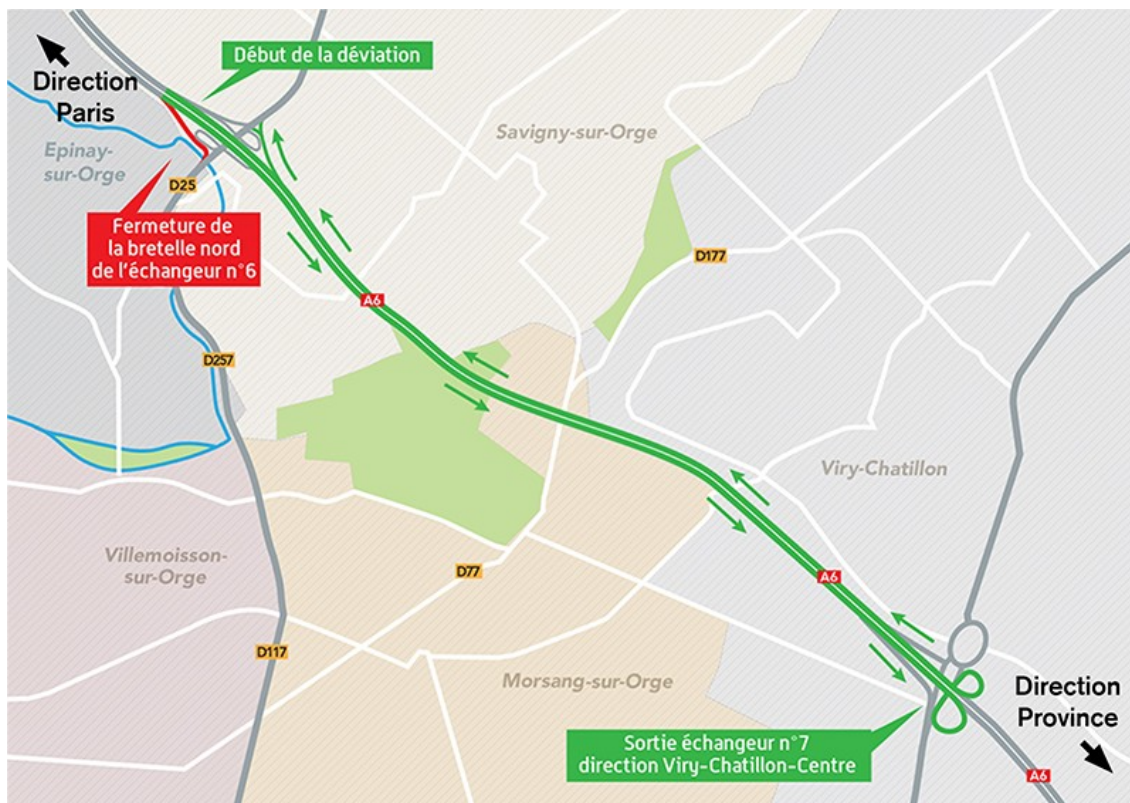 Début de la déviation
Direction
Paris
Savigny-sur-Orge
Epinay-
sur-Orge
D25
Fermeture de
la bretelle nord
de l'échangeur n°6
D177
A6
D257
Viry-Chatillon
Villemoisson-
sur-Orge
D77
A6
D117
Morsang-sur-Orge
Direction
Province
Sortie échangeur n°7
direction Viry-Chatillon-Centre
A6